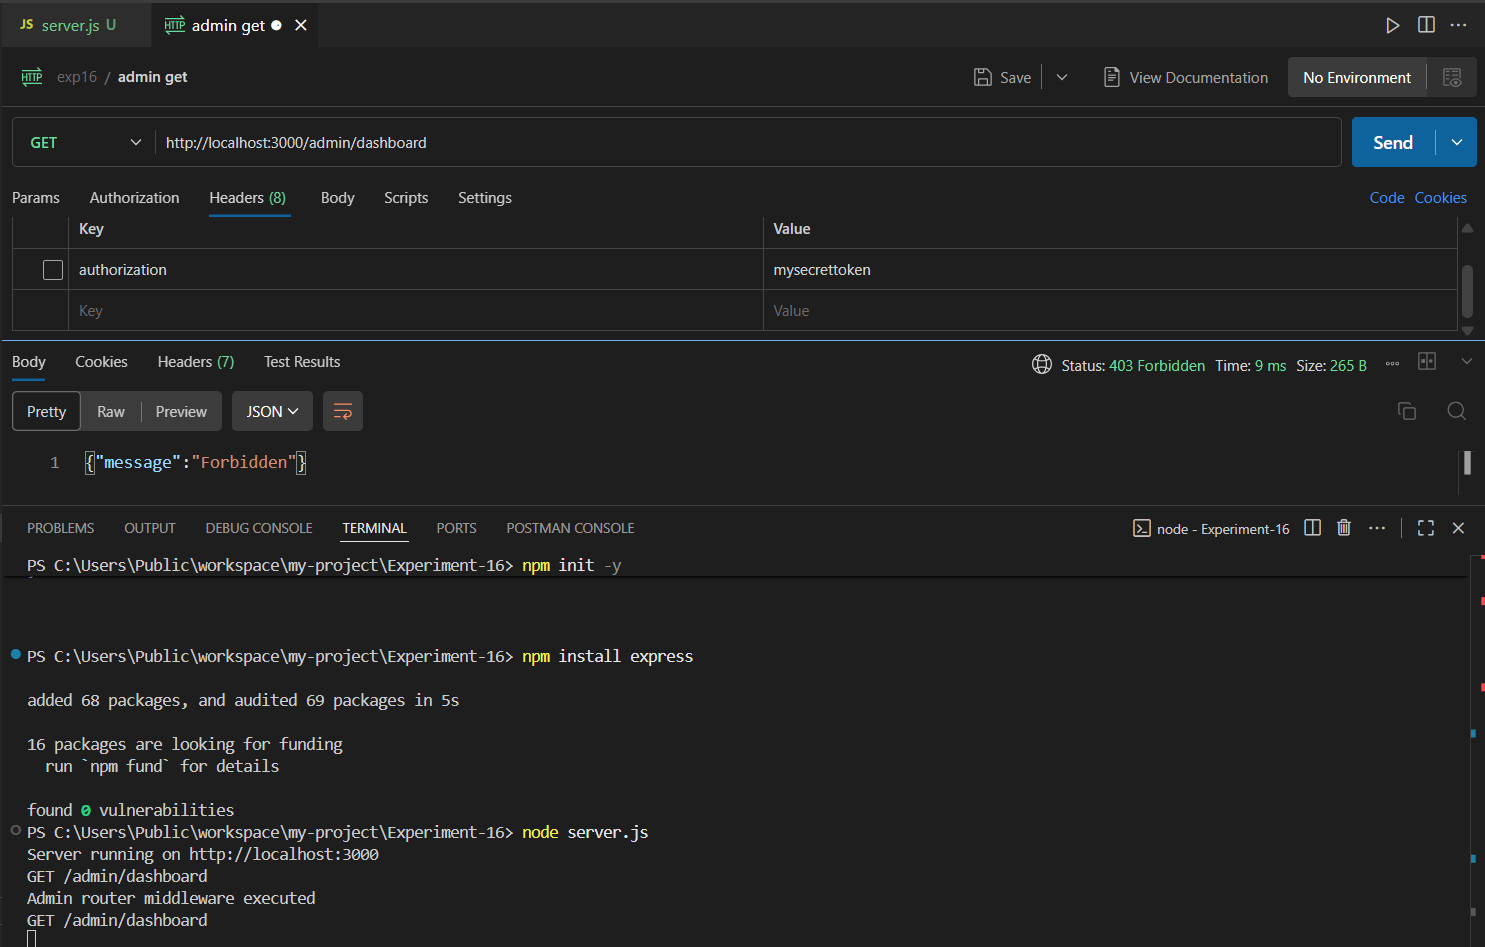 JS server.js U
HTTP admin get
HTTP exp16 / admin get
Save
View Documentation
No Environment
GET
http://localhost:3000/admin/dashboard
Send
Params Authorization Headers (8) Body Scripts Settings
Code Cookies
Key Value
authorization mysecrettoken
Key Value
Body Cookies Headers (7) Test Results
Status: 403 Forbidden Time: 9 ms Size: 265 B
Pretty Raw Preview JSON
1 {"message":"Forbidden"}
PROBLEMS OUTPUT DEBUG CONSOLE TERMINAL PORTS POSTMAN CONSOLE
node - Experiment-16
PS C:\Users\Public\workspace\my-project\Experiment-16> npm init -y
PS C:\Users\Public\workspace\my-project\Experiment-16> npm install express
added 68 packages, and audited 69 packages in 5s
16 packages are looking for funding
run `npm fund` for details
found 0 vulnerabilities
PS C:\Users\Public\workspace\my-project\Experiment-16> node server.js
Server running on http://localhost:3000
GET /admin/dashboard
Admin router middleware executed
GET /admin/dashboard